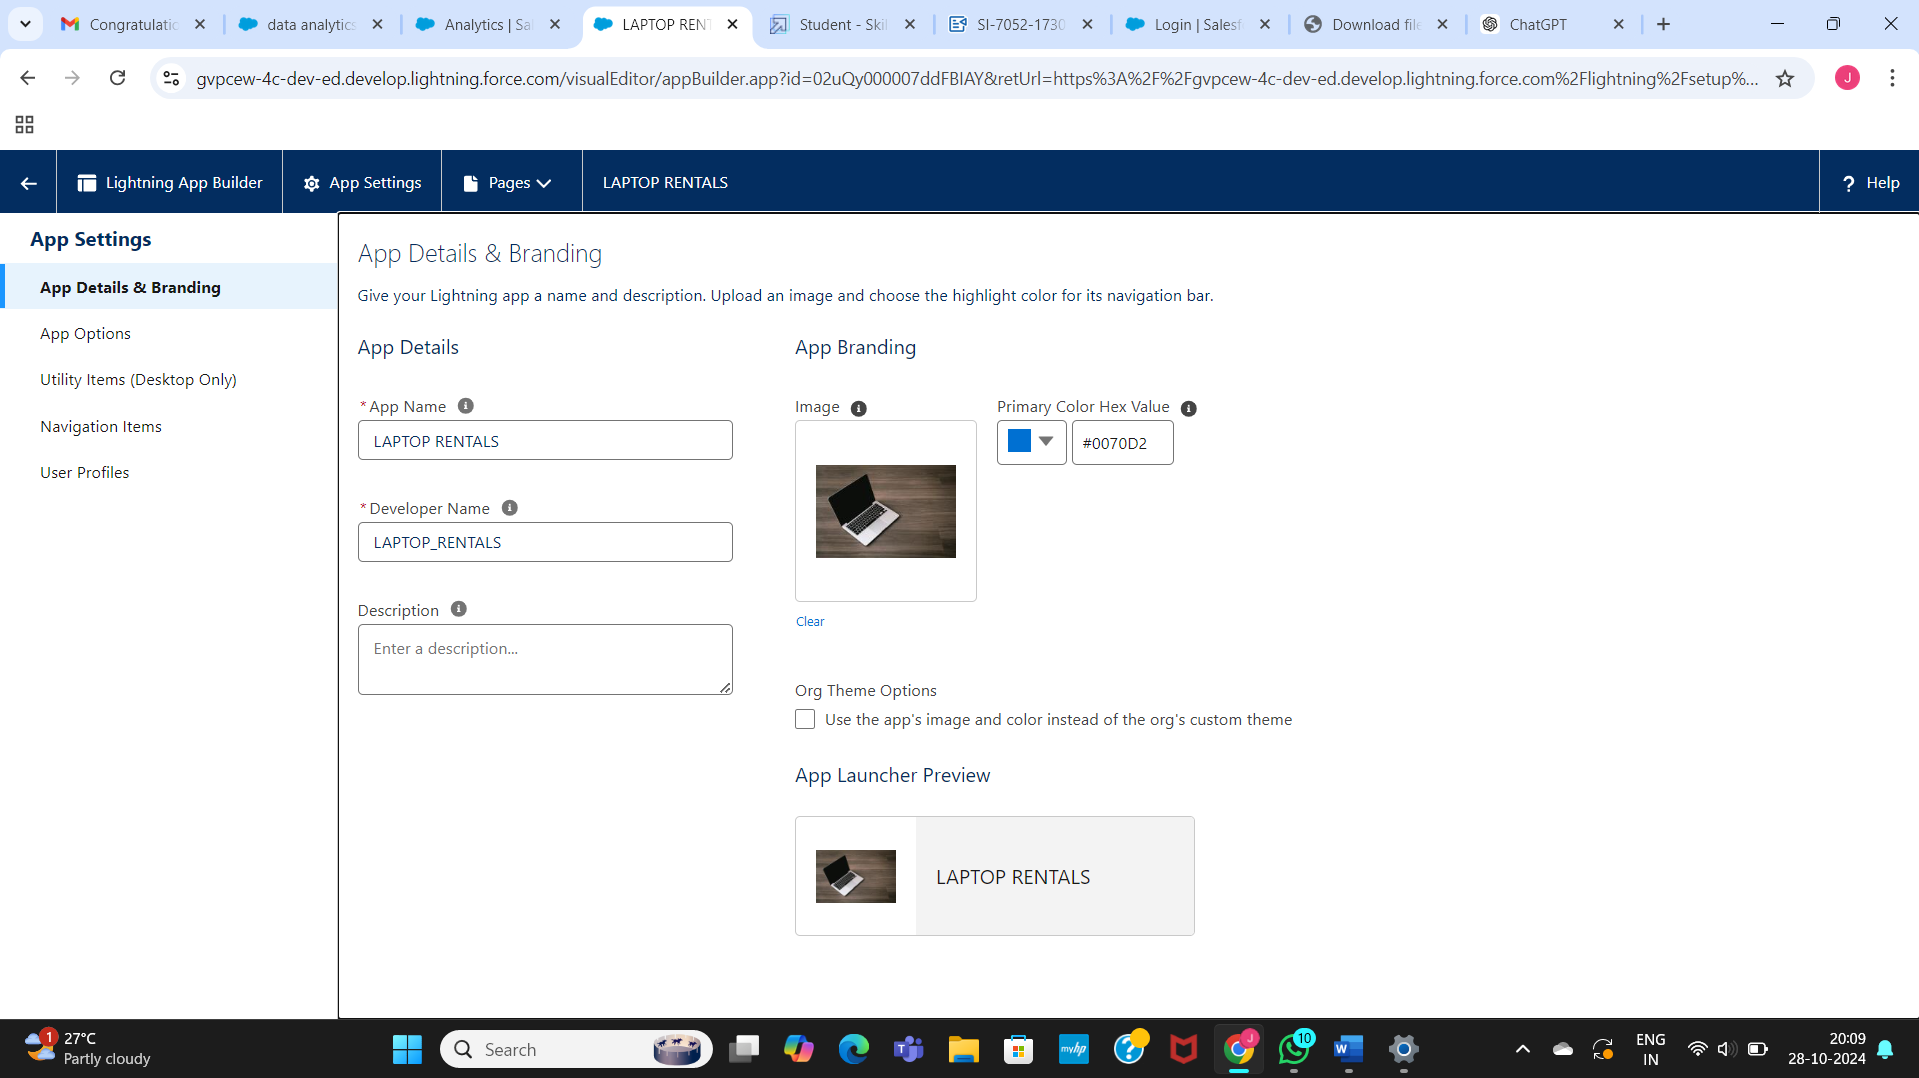 Congratulatic
data analytics
Analytics | Sal
LAPTOP RENT
Student - Skil
SI-7052-1730
Login | Salesf
Download file
ChatGPT
gvpcew-4c-dev-ed.develop.lightning.force.com/visualEditor/appBuilder.app?id=02uQy000007ddFBIAY&retUrl=https%3A%2F%2Fgvpcew-4c-dev-ed.develop.lightning.force.com%2Flightning%2Fsetup%...
J
Lightning App Builder
App Settings
Pages
LAPTOP RENTALS
? Help
App Settings
App Details & Branding
App Options
Utility Items (Desktop Only)
Navigation Items
User Profiles
App Details & Branding
Give your Lightning app a name and description. Upload an image and choose the highlight color for its navigation bar.
App Details
*App Name
LAPTOP RENTALS
*Developer Name
LAPTOP_RENTALS
Description
Enter a description...
App Branding
Image
Primary Color Hex Value
#0070D2
Clear
Org Theme Options
Use the app's image and color instead of the org's custom theme
App Launcher Preview
LAPTOP RENTALS
1
27°C
Partly cloudy
Search
myhp
J
10
ENG
IN
20:09
28-10-2024